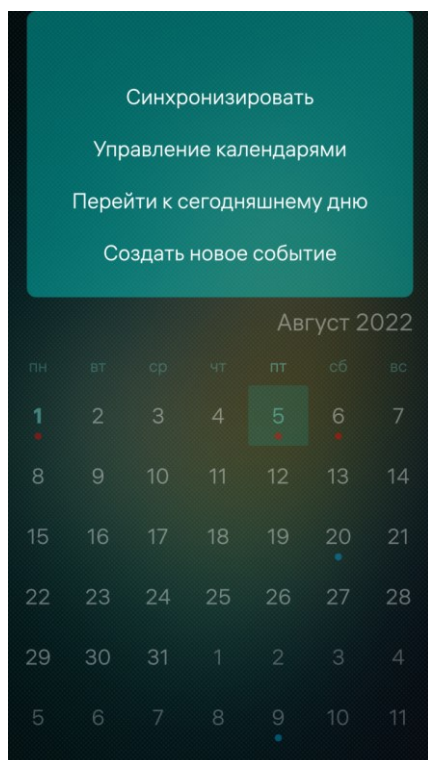 Синхронизировать
Управление календарями
Перейти к сегодняшнему дню
Создать новое событие
Август 2022
пн вт ср чт пт сб вс
1 2 3 4 5 6 7
8 9 10 11 12 13 14
15 16 17 18 19 20 21
22 23 24 25 26 27 28
29 30 31 1 2 3 4
5 6 7 8 9 10 11